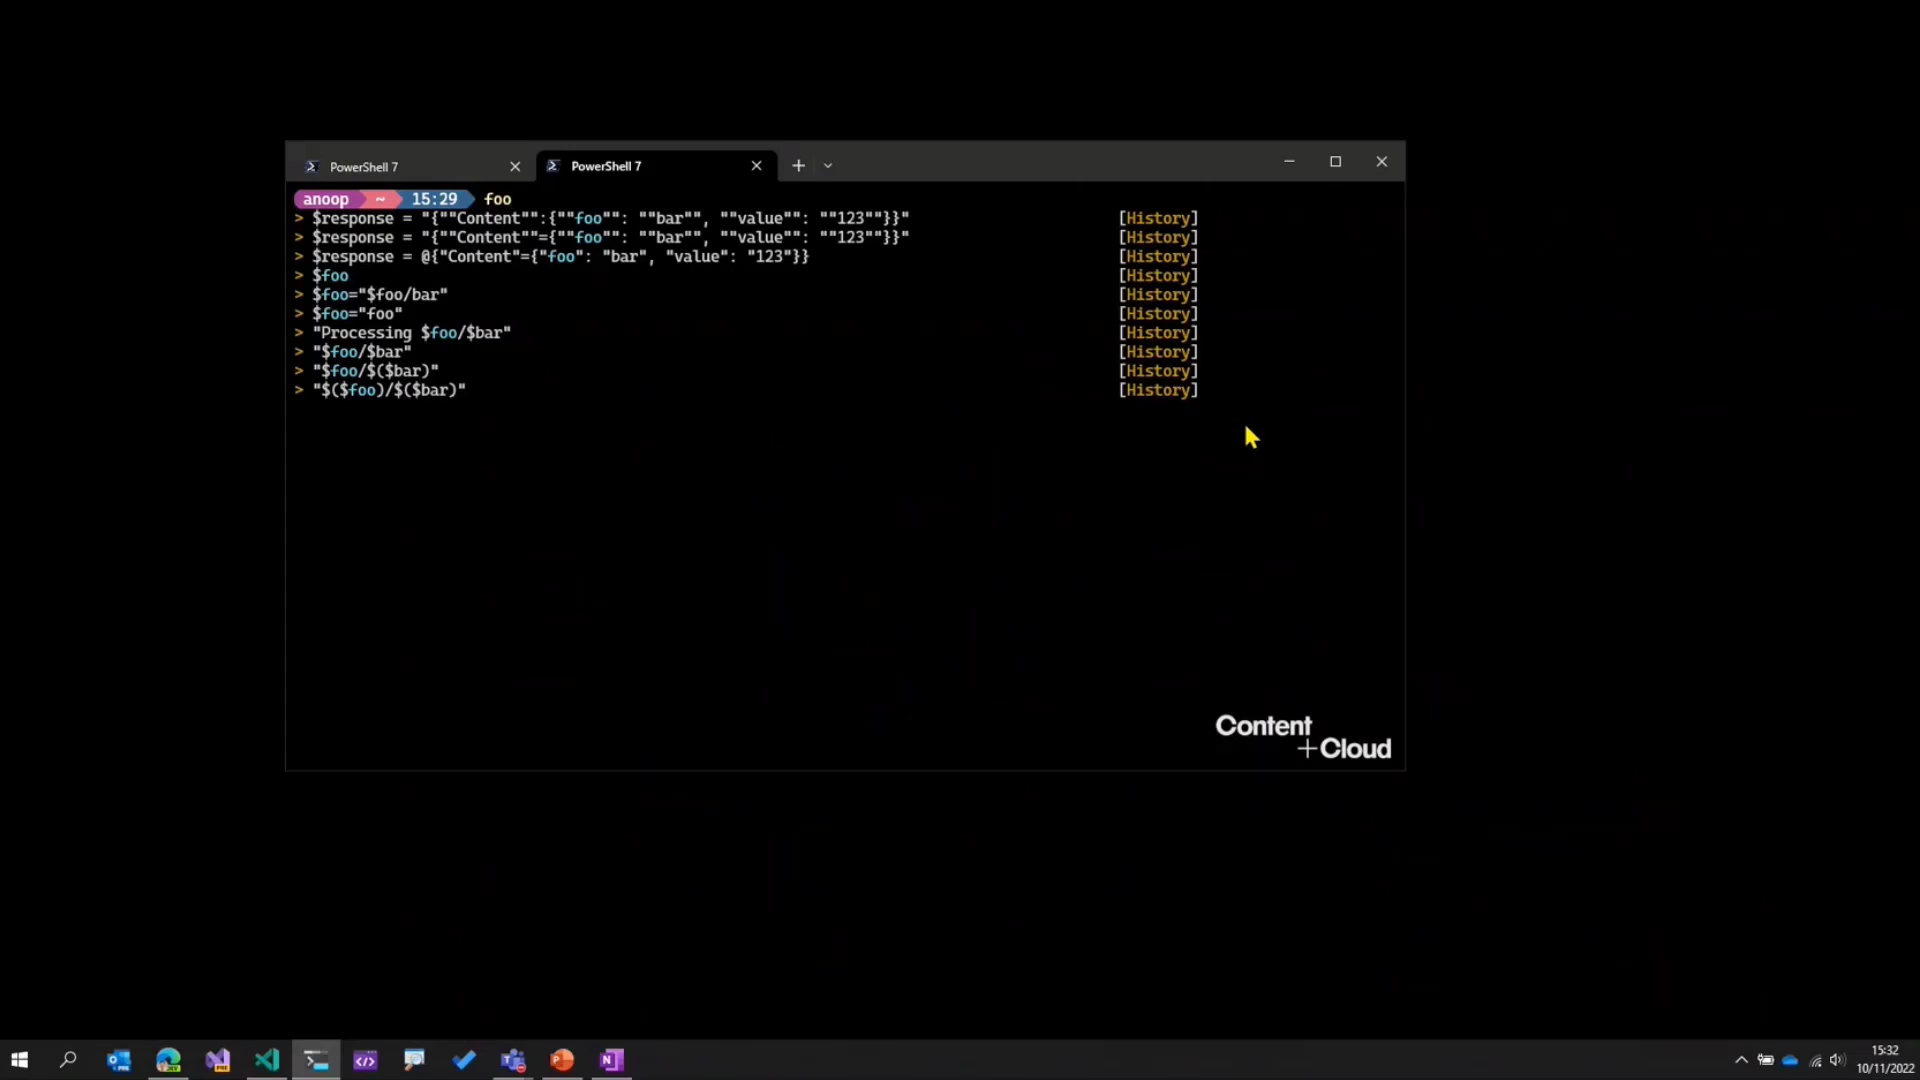 PowerShell 7
PowerShell 7
anoop ~ 15:29 foo
> $response = "{""Content"":{""foo"": ""bar"", ""value"": ""123""}}" [History]
> $response = "{""Content""={""foo"": ""bar"", ""value"": ""123""}}" [History]
> $response = @{"Content"={"foo": "bar", "value": "123"}} [History]
> $foo [History]
> $foo="$foo/bar" [History]
> $foo="foo" [History]
> "Processing $foo/$bar" [History]
> "$foo/$bar" [History]
> "$foo/$($bar)" [History]
> "$($foo)/$($bar)" [History]
Content
+Cloud
15:32
10/11/2022